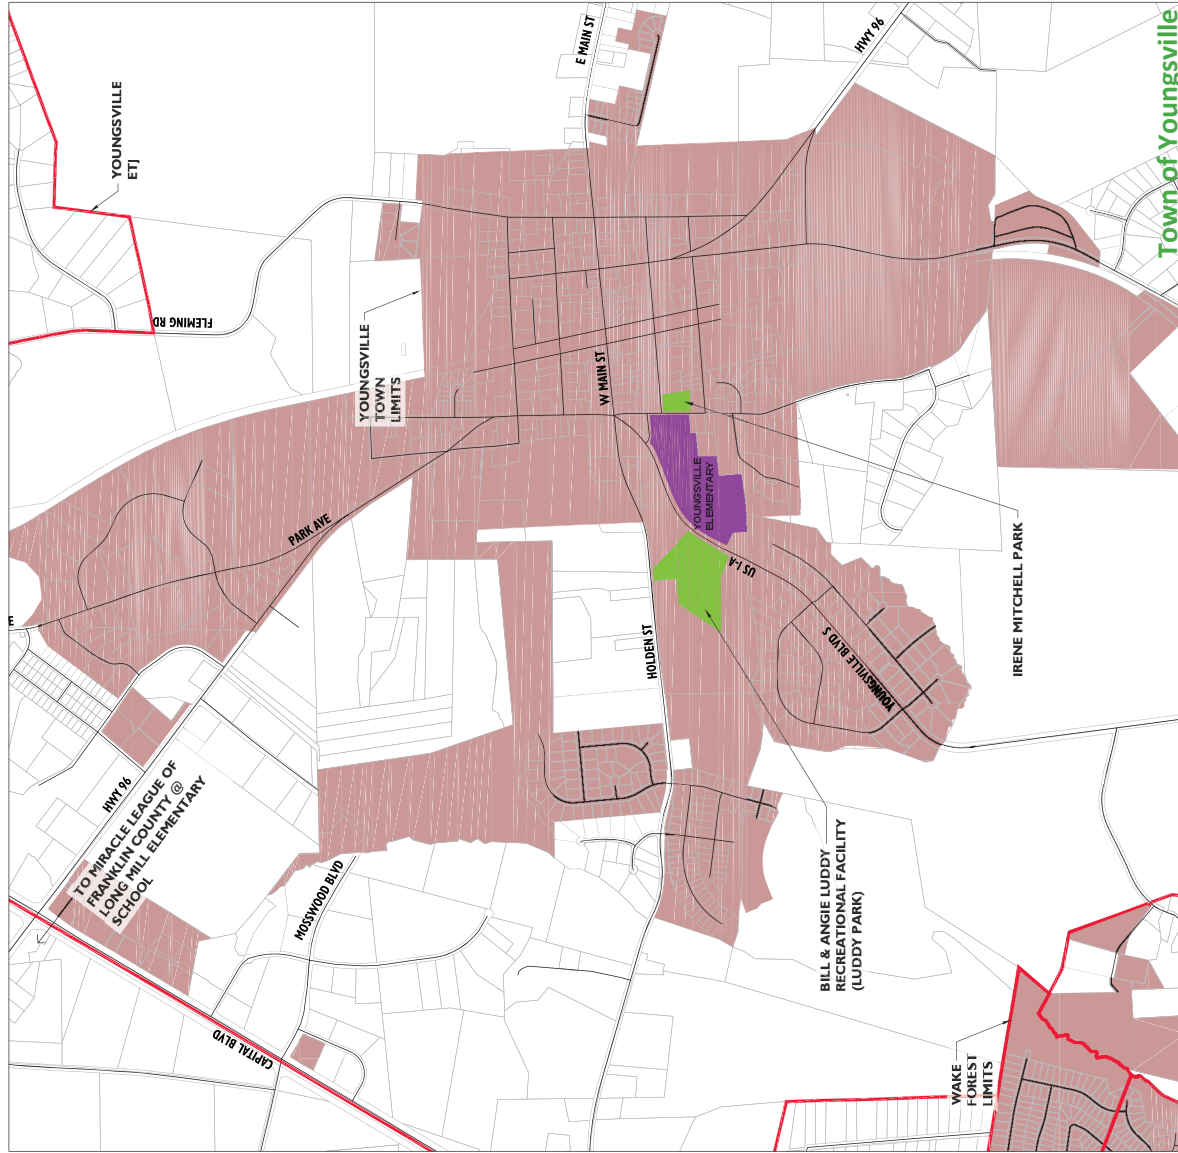 E MAIN ST
HWY 96
Town of Youngsville
YOUNGSVILLE
ETJ
FLEMING RD
YOUNGSVILLE
TOWN
LIMITS
W MAIN ST
YOUNGSVILLE
ELEMENTARY
PARK AVE
US 1-A
IRENE MITCHELL PARK
E
HOLDEN ST
YOUNGSVILLE BLVD S
HWY 96
TO MIRACLE LEAGUE OF
FRANKLIN COUNTY @
LONG MILL ELEMENTARY
SCHOOL
MOSSWOOD BLVD
BILL & ANGIE LUDDY
RECREATIONAL FACILITY
(LUDDY PARK)
CAPITAL BLVD
WAKE
FOREST
LIMITS